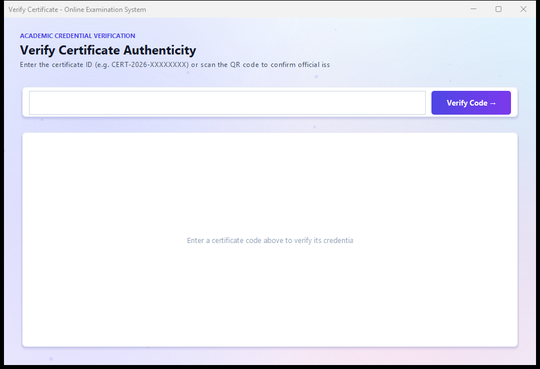 Verify Certificate - Online Examination System
ACADEMIC CREDENTIAL VERIFICATION
Verify Certificate Authenticity
Enter the certificate ID (e.g. CERT-2026-XXXXXXXX) or scan the QR code to confirm official iss
Verify Code →
Enter a certificate code above to verify its credentia